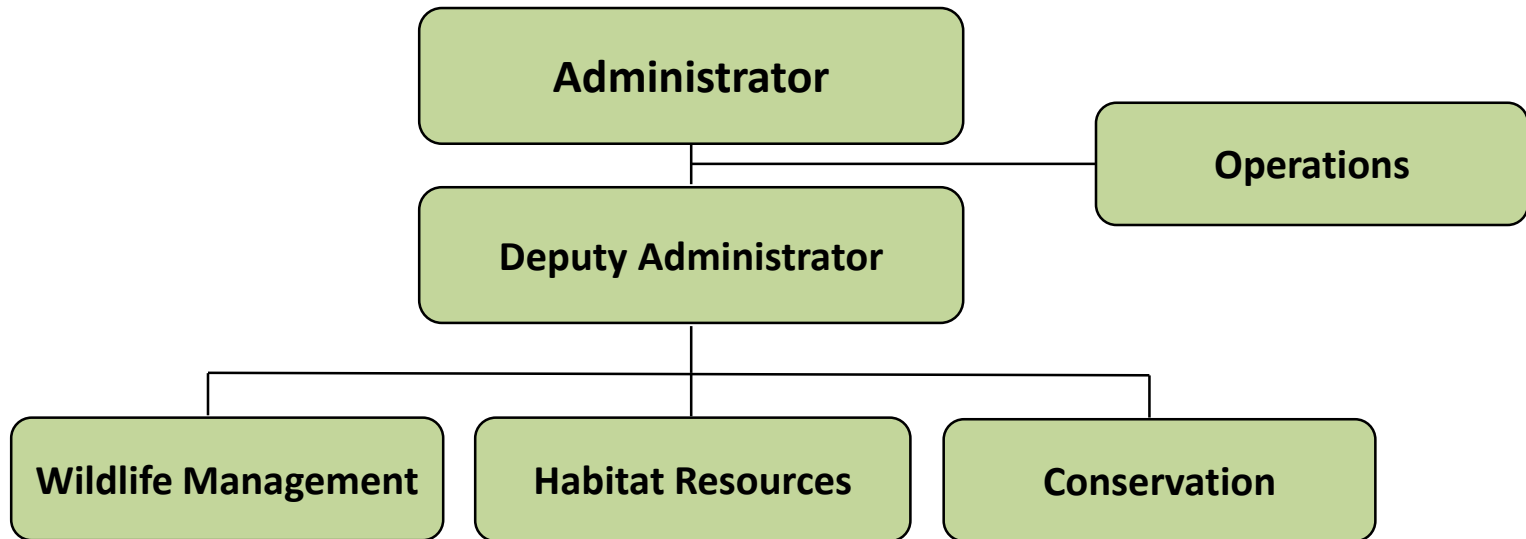 Administrator
Operations
Deputy Administrator
Wildlife Management
Habitat Resources
Conservation